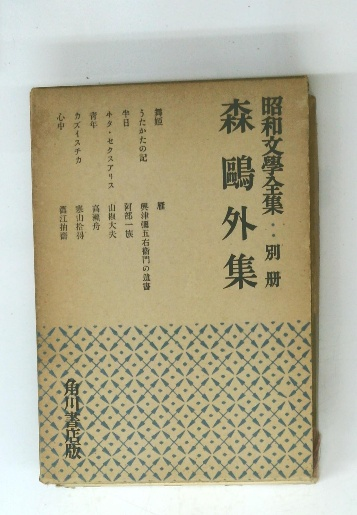 昭和文學全集・・別册
森鷗外集
舞姫
うたかたの記
半日
ヰタ・セクスアリス
青年
カズイスチカ
心中
雁
興津彌五右衞門の遺書
阿部一族
山椒大夫
高瀬舟
寒山拾得
澁江抽齋
角川書店版